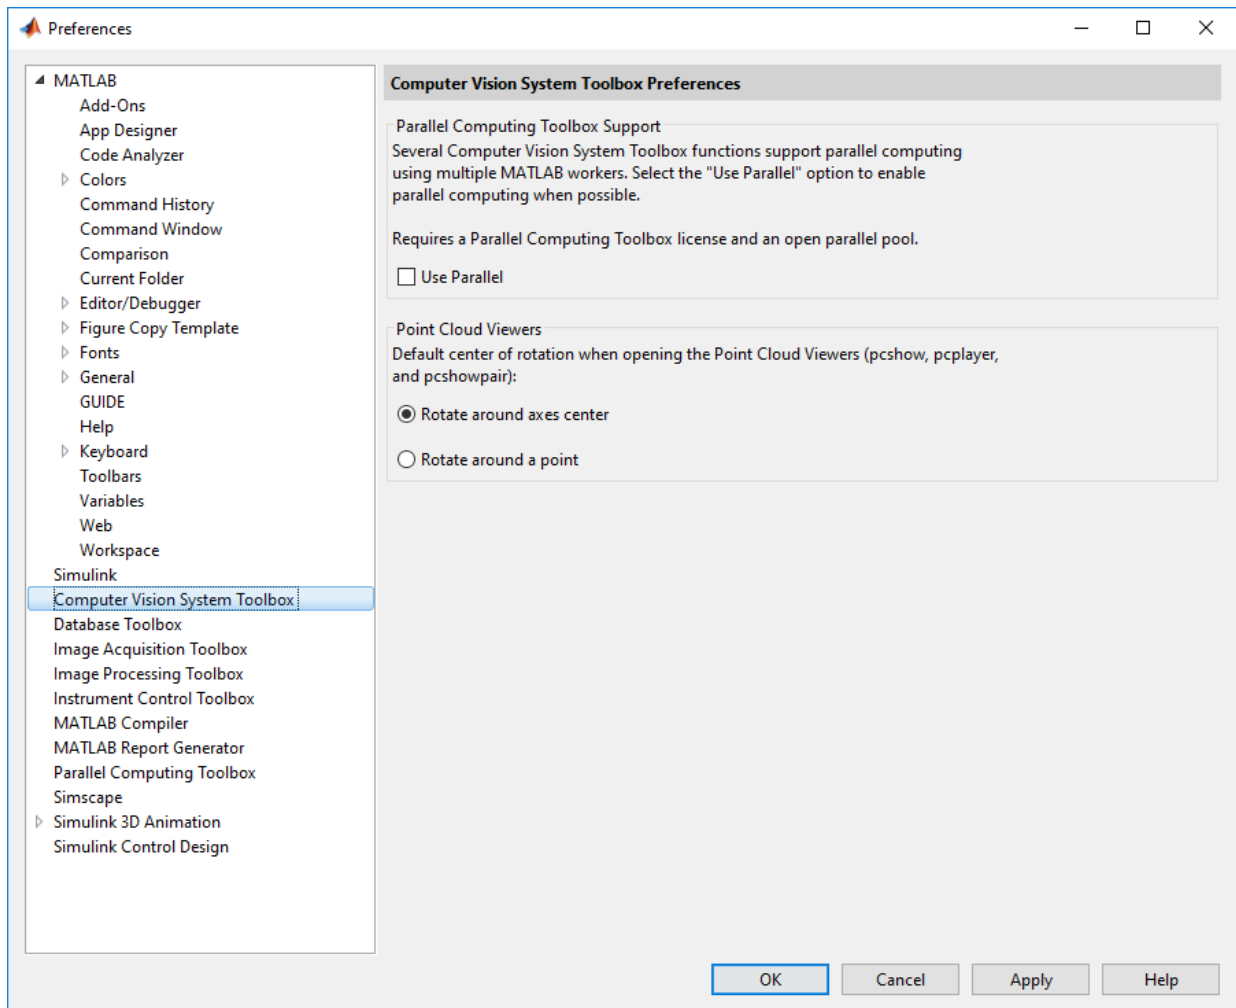 Preferences
MATLAB
Add-Ons
App Designer
Code Analyzer
Colors
Command History
Command Window
Comparison
Current Folder
Editor/Debugger
Figure Copy Template
Fonts
General
GUIDE
Help
Keyboard
Toolbars
Variables
Web
Workspace
Simulink
Computer Vision System Toolbox
Database Toolbox
Image Acquisition Toolbox
Image Processing Toolbox
Instrument Control Toolbox
MATLAB Compiler
MATLAB Report Generator
Parallel Computing Toolbox
Simscape
Simulink 3D Animation
Simulink Control Design
Computer Vision System Toolbox Preferences
Parallel Computing Toolbox Support
Several Computer Vision System Toolbox functions support parallel computing
using multiple MATLAB workers. Select the "Use Parallel" option to enable
parallel computing when possible.
Requires a Parallel Computing Toolbox license and an open parallel pool.
Use Parallel
Point Cloud Viewers
Default center of rotation when opening the Point Cloud Viewers (pcshow, pcplayer,
and pcshowpair):
Rotate around axes center
Rotate around a point
OK
Cancel
Apply
Help